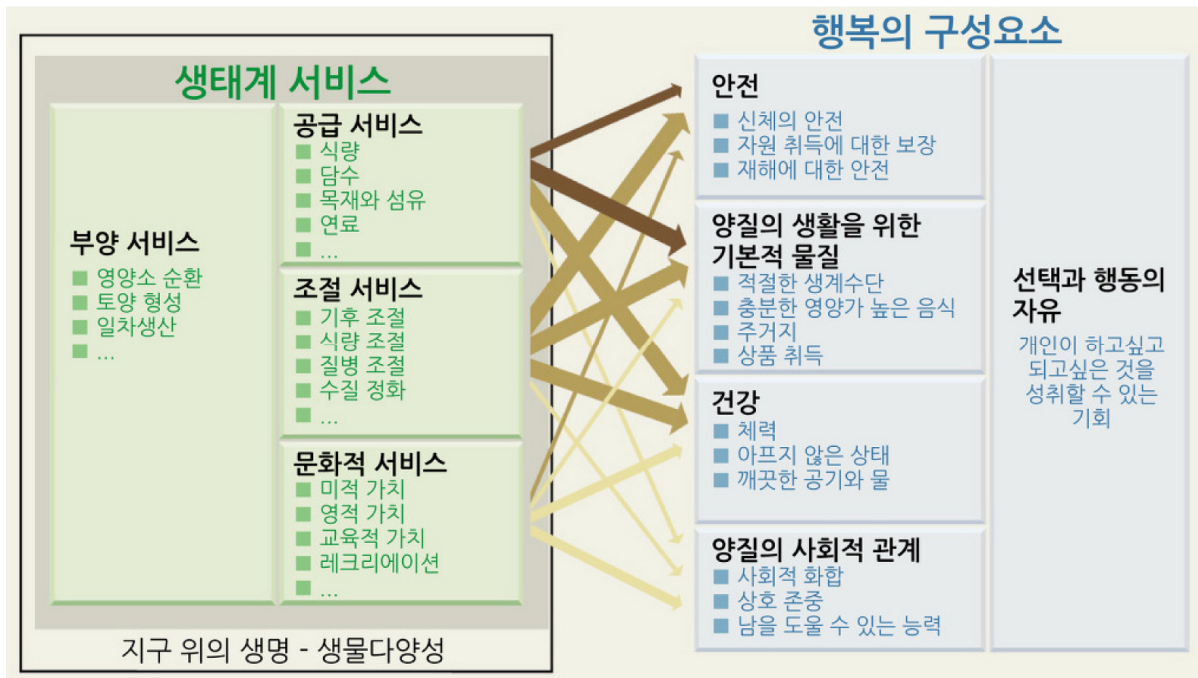 생태계 서비스
부양 서비스
■ 영양소 순환
■ 토양 형성
■ 일차생산
■ ...
공급 서비스
■ 식량
■ 담수
■ 목재와 섬유
■ 연료
■ ...
조절 서비스
■ 기후 조절
■ 식량 조절
■ 질병 조절
■ 수질 정화
■ ...
문화적 서비스
■ 미적 가치
■ 영적 가치
■ 교육적 가치
■ 레크리에이션
■ ...
지구 위의 생명 - 생물다양성
행복의 구성요소
안전
■ 신체의 안전
■ 자원 취득에 대한 보장
■ 재해에 대한 안전
양질의 생활을 위한
기본적 물질
■ 적절한 생계수단
■ 충분한 영양가 높은 음식
■ 주거지
■ 상품 취득
건강
■ 체력
■ 아프지 않은 상태
■ 깨끗한 공기와 물
양질의 사회적 관계
■ 사회적 화합
■ 상호 존중
■ 남을 도울 수 있는 능력
선택과 행동의
자유
개인이 하고싶고
되고싶은 것을
성취할 수 있는
기회